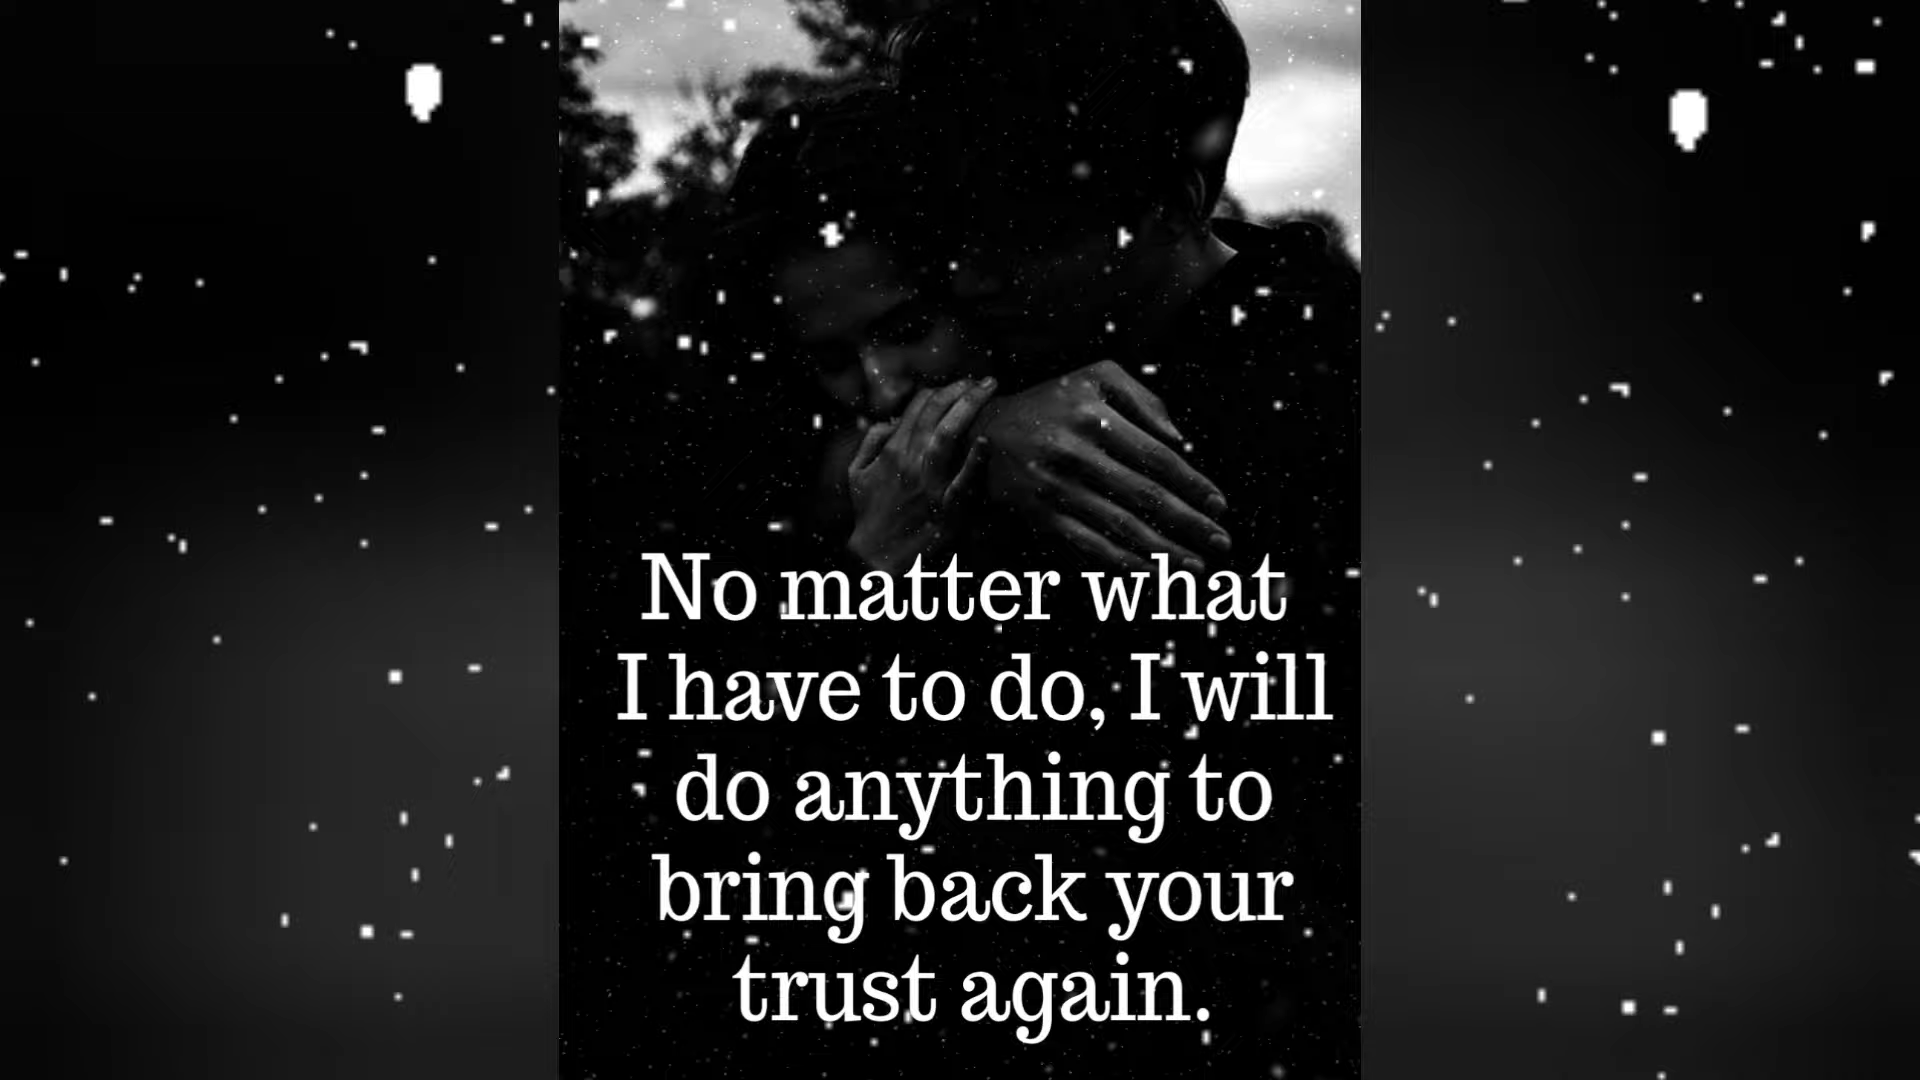 No matter what
I have to do, I will
do anything to
bring back your
trust again.